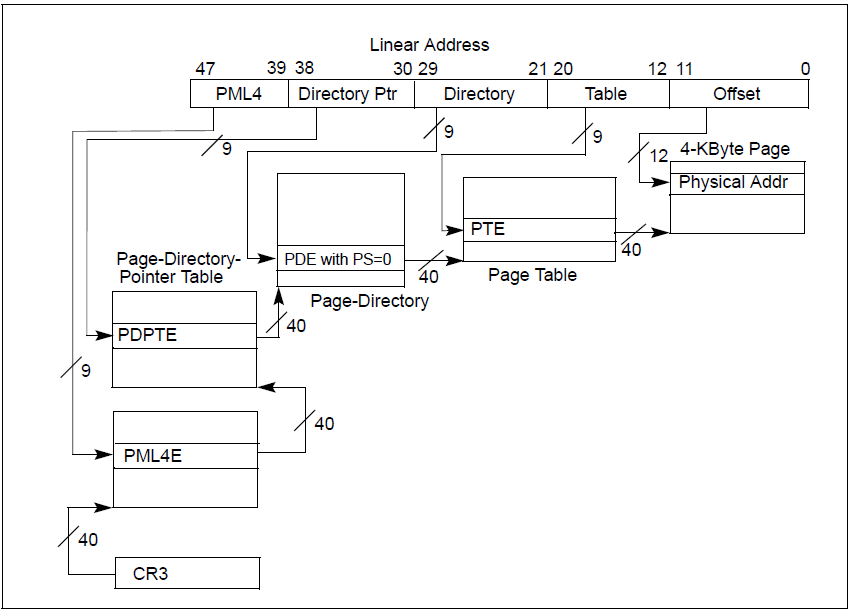 Linear Address
47 39 38 30 29 21 20 12 11 0
PML4 Directory Ptr Directory Table Offset
9
9
9
12
4-KByte Page
Physical Addr
PTE
40
Page Table
PDE with PS=0
40
Page-Directory
Page-Directory-
Pointer Table
40
PDPTE
9
40
PML4E
40
CR3